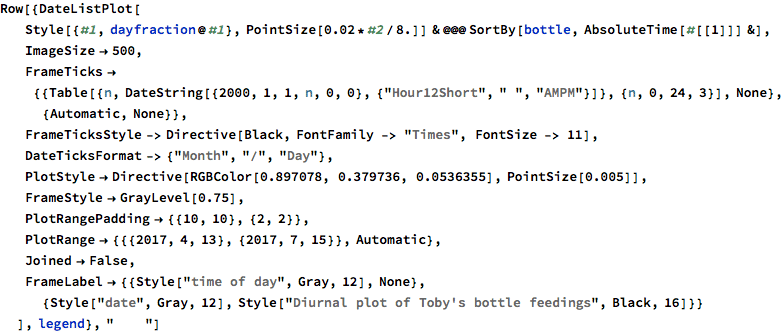 Row[{DateListPlot[
Style[{#1, dayfraction@#1}, PointSize[0.02*#2/8.]] &@@@SortBy[bottle, AbsoluteTime[#[[1]]] &],
ImageSize → 500,
FrameTicks →
{{Table[{n, DateString[{2000, 1, 1, n, 0, 0}, {"Hour12Short", " ", "AMPM"}]}, {n, 0, 24, 3}], None},
{Automatic, None}},
FrameTicksStyle -> Directive[Black, FontFamily -> "Times", FontSize -> 11],
DateTicksFormat -> {"Month", "/", "Day"},
PlotStyle → Directive[RGBColor[0.897078, 0.379736, 0.0536355], PointSize[0.005]],
FrameStyle → GrayLevel[0.75],
PlotRangePadding → {{10, 10}, {2, 2}},
PlotRange → {{{2017, 4, 13}, {2017, 7, 15}}, Automatic},
Joined → False,
FrameLabel → {{Style["time of day", Gray, 12], None},
{Style["date", Gray, 12], Style["Diurnal plot of Toby's bottle feedings", Black, 16]}}
], legend}, "    "]